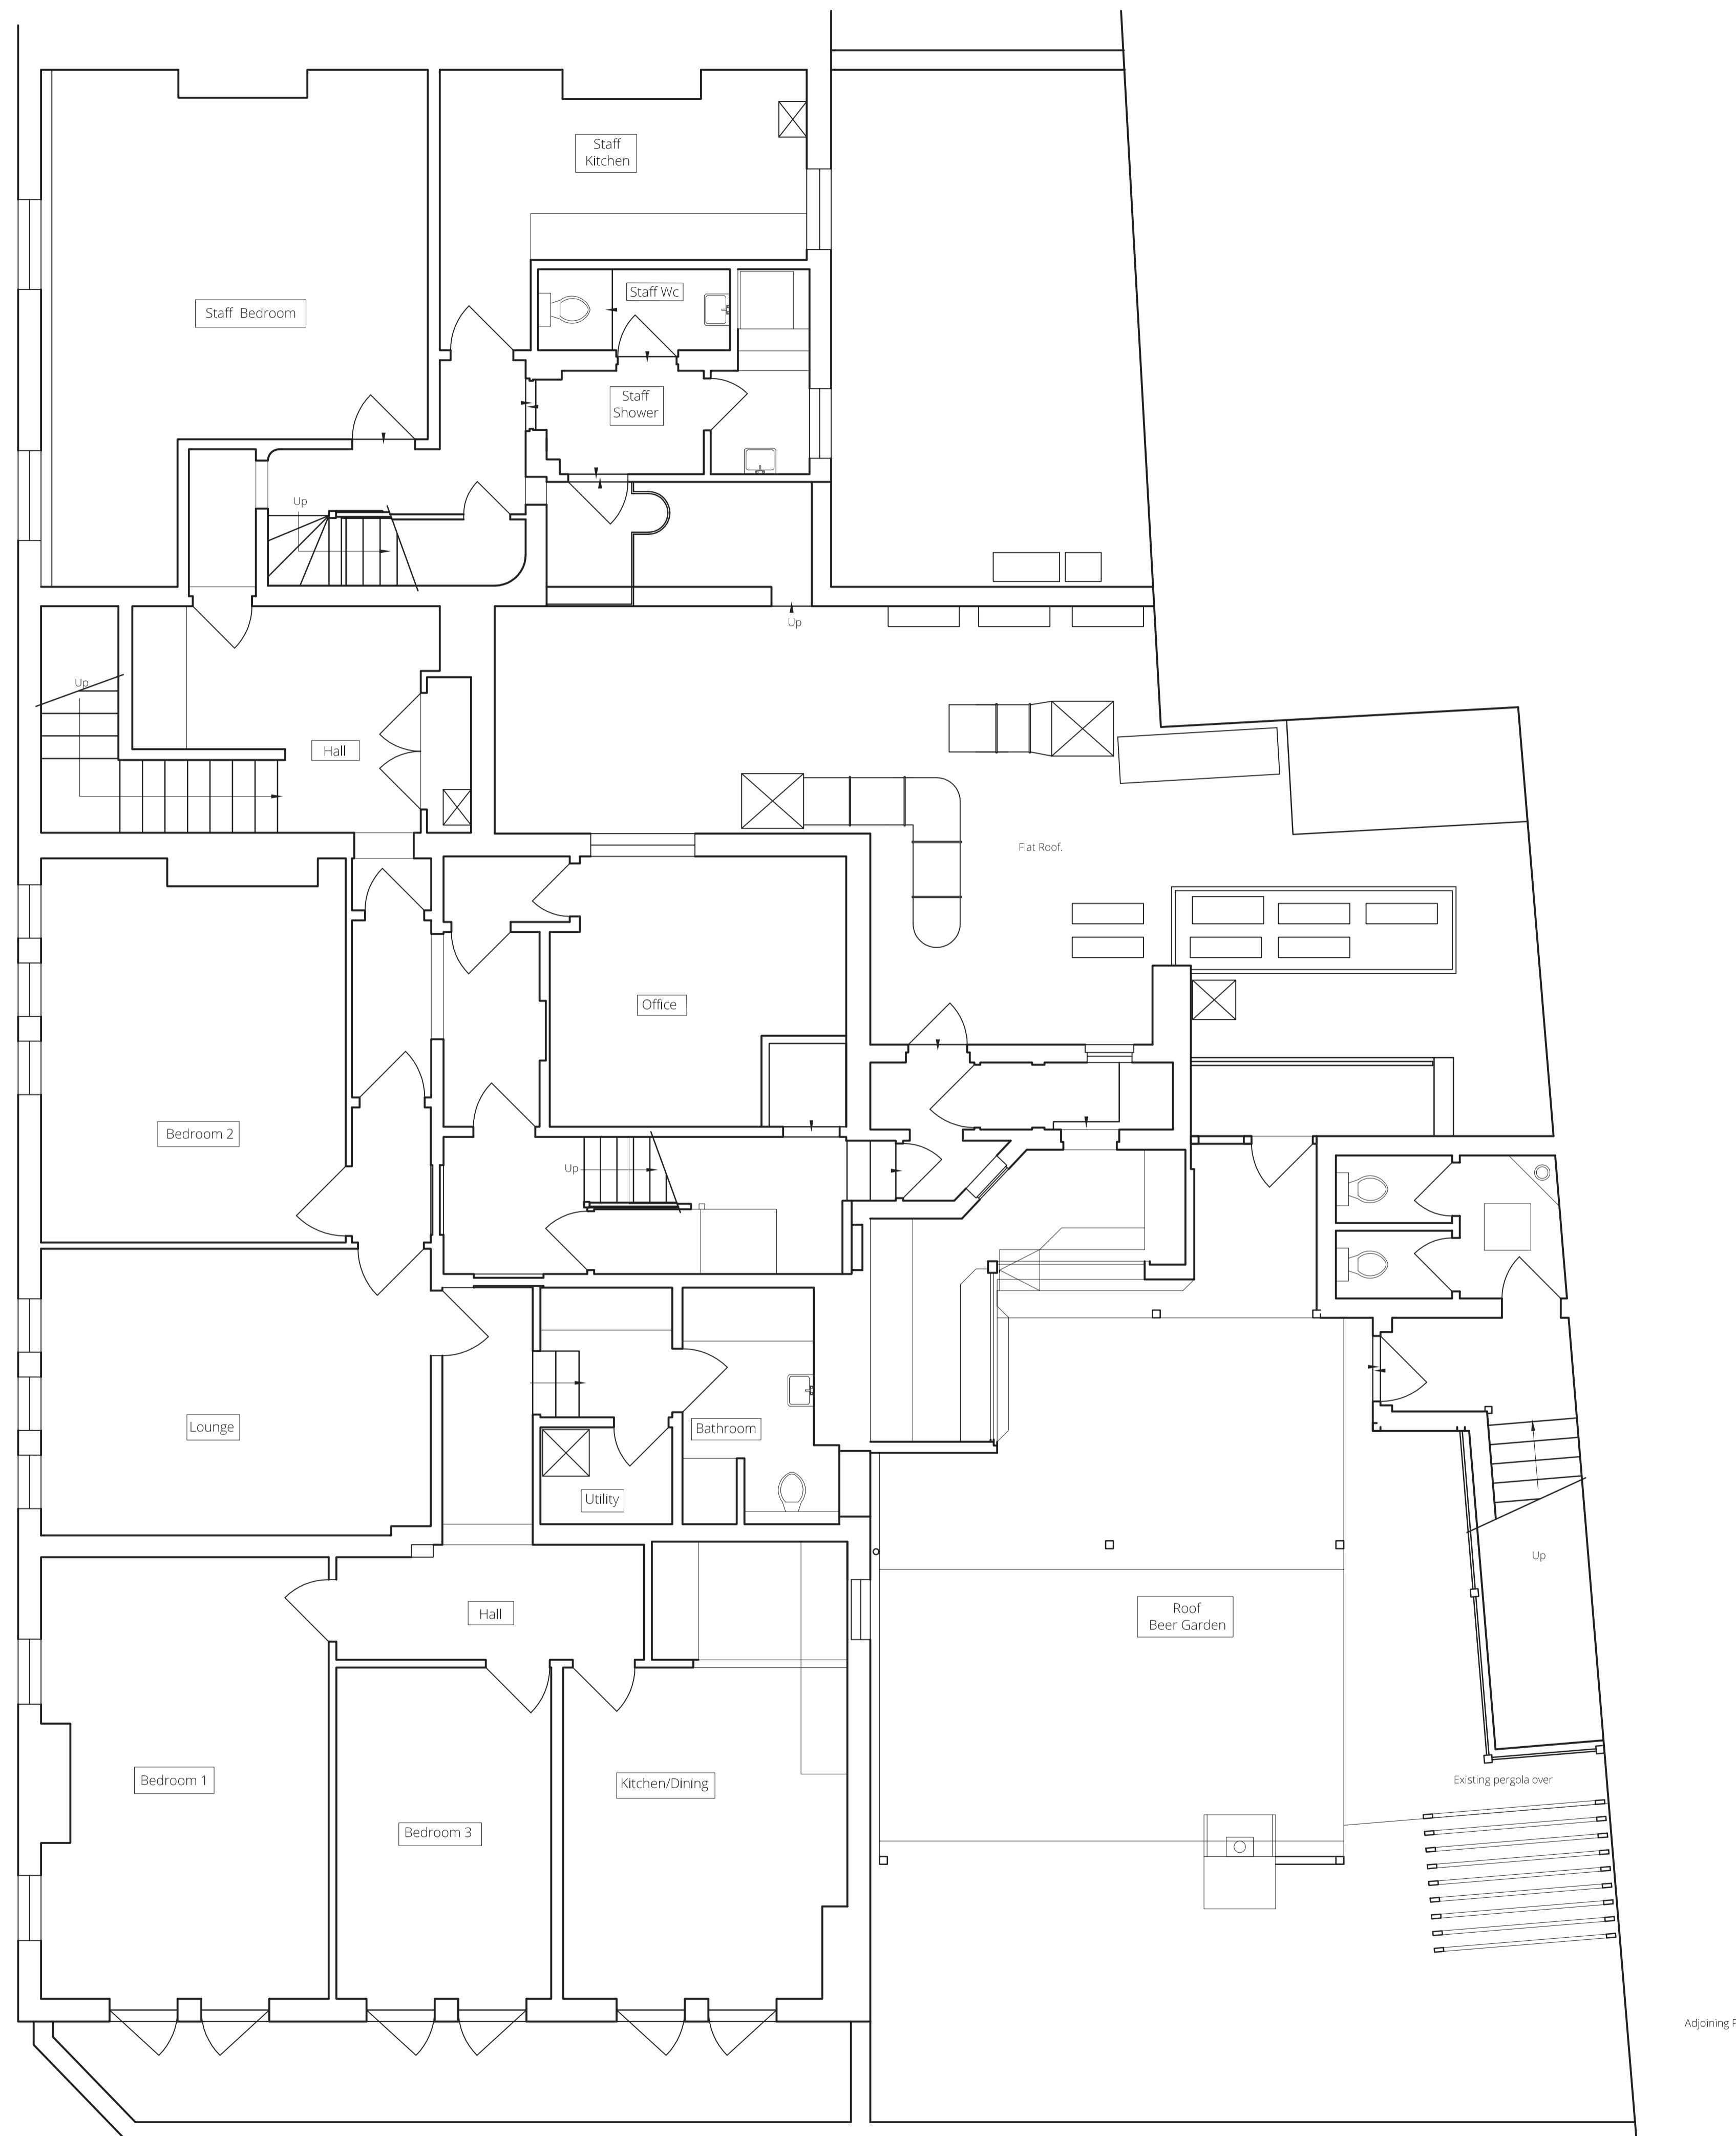 Staff
Kitchen
Staff Wc
Staff Bedroom
Staff
Shower
Up
Up
Up
Hall
Flat Roof.
Office
Bedroom 2
Up
Lounge
Bathroom
Utility
Up
Roof
Beer Garden
Hall
Existing pergola over
Bedroom 1
Kitchen/Dining
Bedroom 3
Adjoining